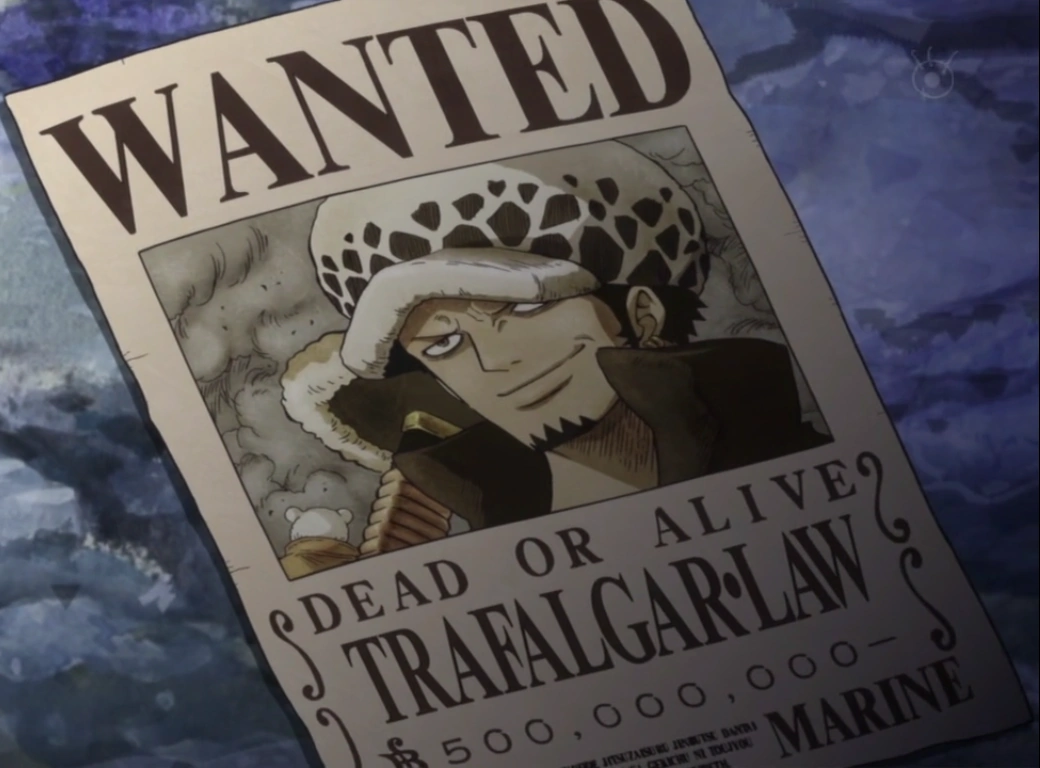 WANTED
DEAD OR ALIVE
TRAFALGAR·LAW
฿500,000,000—
MARINE